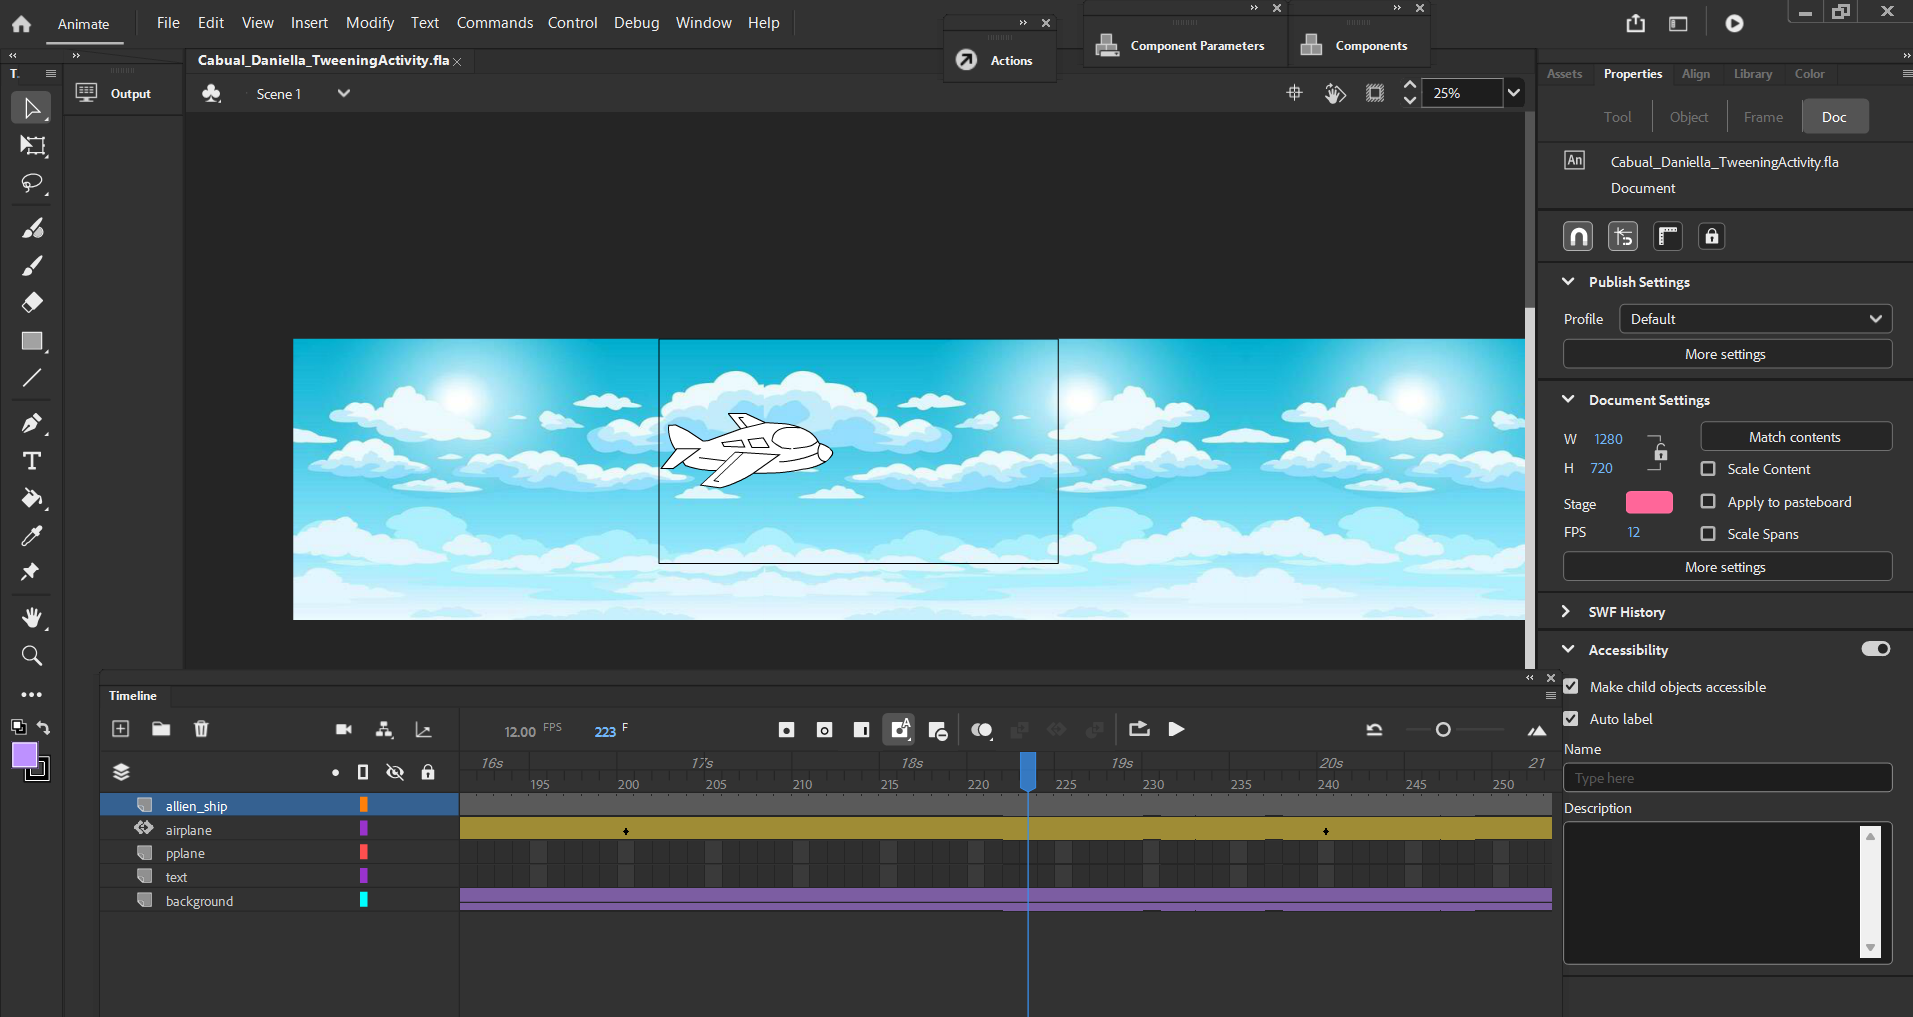 Animate File Edit View Insert Modify Text Commands Control Debug Window Help
Actions
Component Parameters
Components
Cabual_Daniella_TweeningActivity.fla
T.
Output
Scene 1
25%
Assets Properties Align Library Color
Tool Object Frame Doc
An
Cabual_Daniella_TweeningActivity.fla
Document
Publish Settings
Profile Default
More settings
Document Settings
W 1280
Match contents
H 720
Scale Content
Stage
Apply to pasteboard
FPS 12
Scale Spans
More settings
SWF History
Accessibility
Make child objects accessible
Auto label
Name
Type here
Description
Timeline
12.00 FPS 223 F
A
16s 17s 18s 19s 20s 21
195 200 205 210 215 220 225 230 235 240 245 250
allien_ship
airplane
pplane
text
background